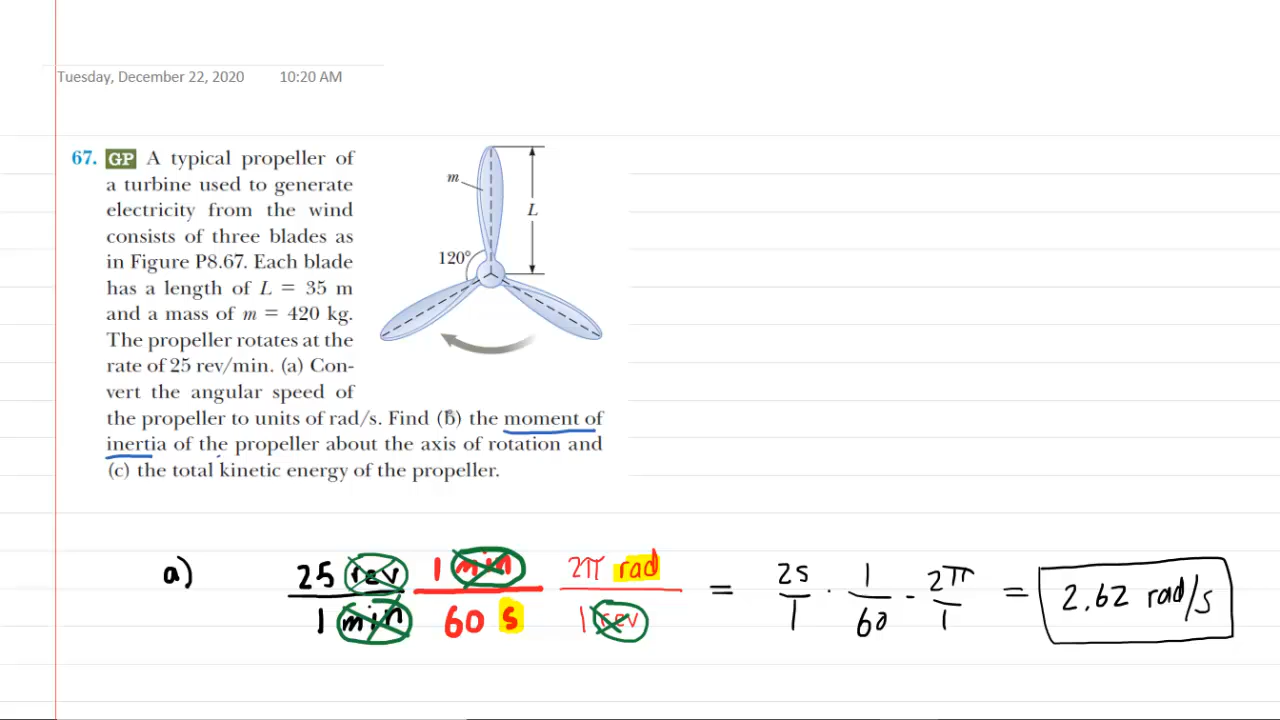 Tuesday, December 22, 2020 10:20 AM
67. GP A typical propeller of
a turbine used to generate
electricity from the wind
consists of three blades as
in Figure P8.67. Each blade
has a length of L = 35 m
and a mass of m = 420 kg.
The propeller rotates at the
rate of 25 rev/min. (a) Con-
vert the angular speed of
the propeller to units of rad/s. Find (b) the moment of
inertia of the propeller about the axis of rotation and
(c) the total kinetic energy of the propeller.
m
L
120°
a) 25 rev 1 min 2π rad = 25 · 1 - 2π = 2.62 rad/s
1 min 60 s 1 rev 1 60 1